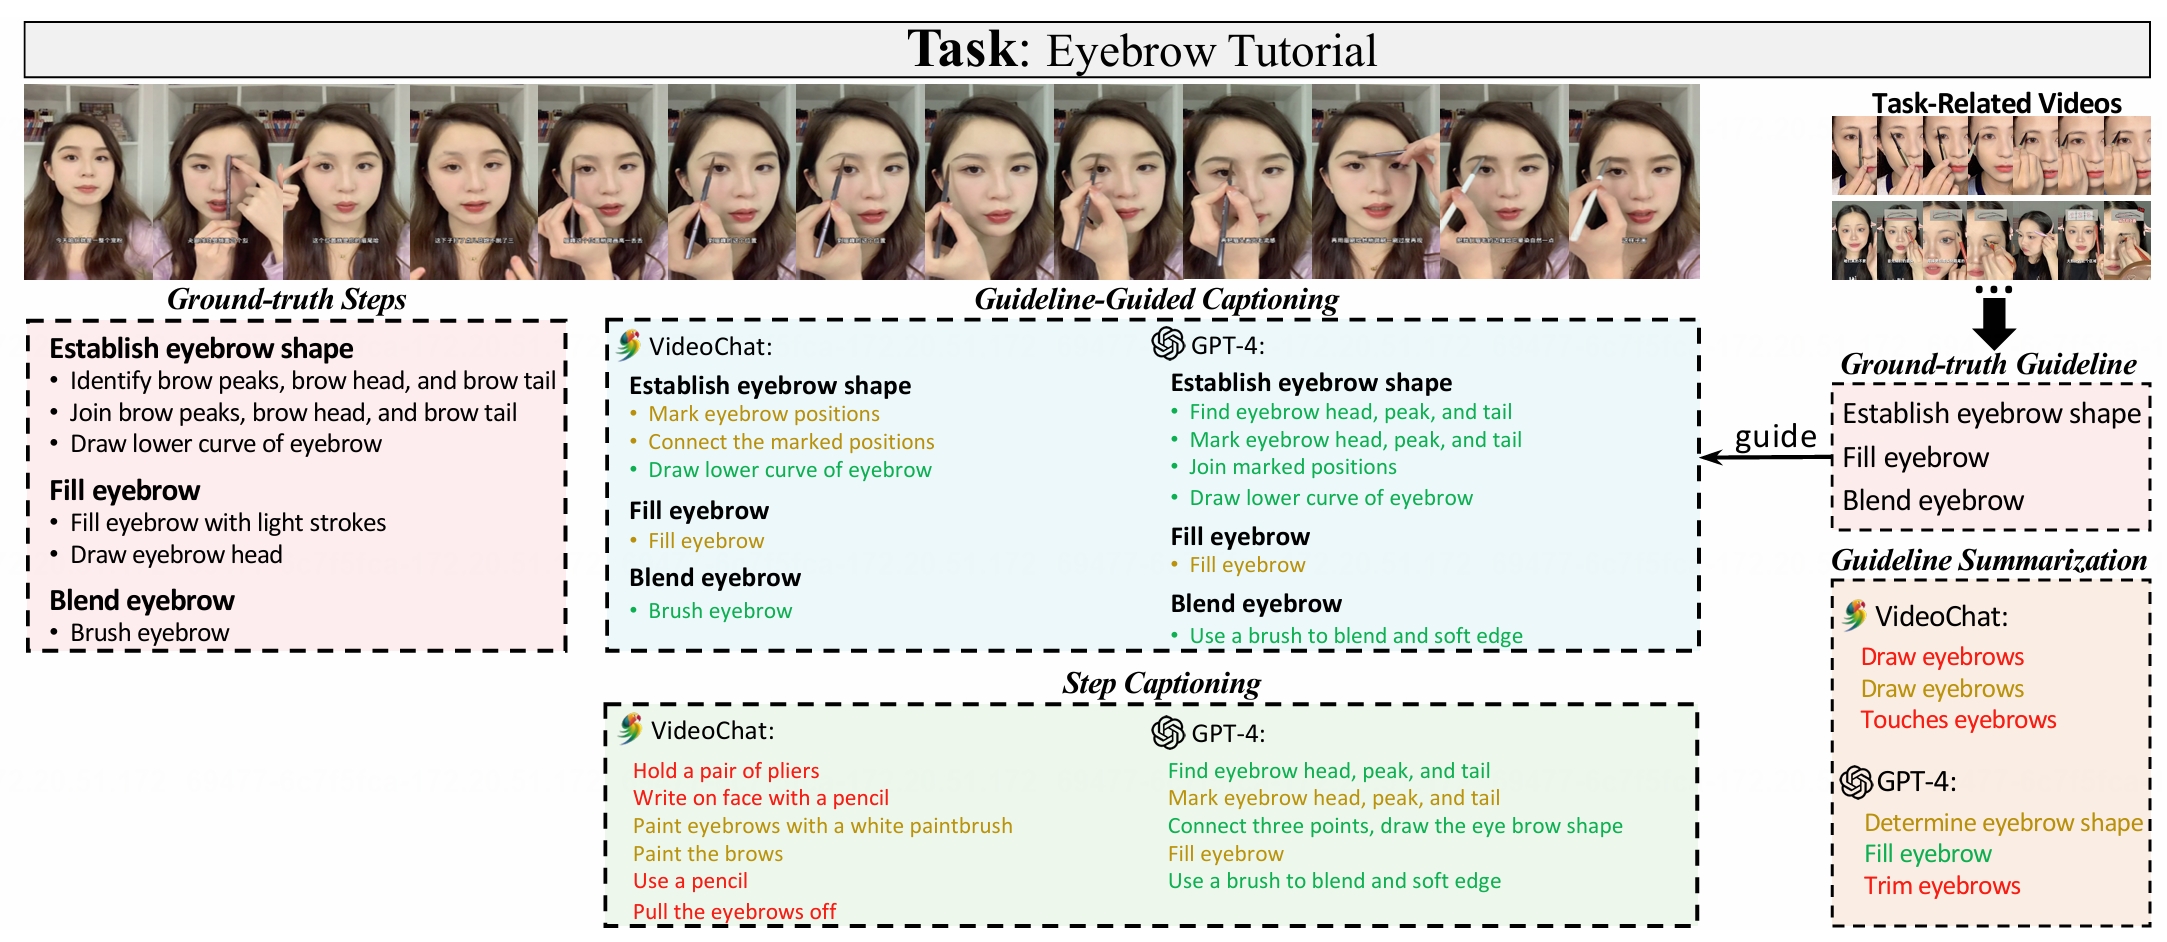 Task: Eyebrow Tutorial
Task-Related Videos
Ground-truth Steps
Establish eyebrow shape
• Identify brow peaks, brow head, and brow tail
• Join brow peaks, brow head, and brow tail
• Draw lower curve of eyebrow
Fill eyebrow
• Fill eyebrow with light strokes
• Draw eyebrow head
Blend eyebrow
• Brush eyebrow
Guideline-Guided Captioning
VideoChat:
Establish eyebrow shape
• Mark eyebrow positions
• Connect the marked positions
• Draw lower curve of eyebrow
Fill eyebrow
• Fill eyebrow
Blend eyebrow
• Brush eyebrow
GPT-4:
Establish eyebrow shape
• Find eyebrow head, peak, and tail
• Mark eyebrow head, peak, and tail
• Join marked positions
• Draw lower curve of eyebrow
Fill eyebrow
• Fill eyebrow
Blend eyebrow
• Use a brush to blend and soft edge
guide
Ground-truth Guideline
Establish eyebrow shape
Fill eyebrow
Blend eyebrow
Step Captioning
VideoChat:
Hold a pair of pliers
Write on face with a pencil
Paint eyebrows with a white paintbrush
Paint the brows
Use a pencil
Pull the eyebrows off
GPT-4:
Find eyebrow head, peak, and tail
Mark eyebrow head, peak, and tail
Connect three points, draw the eye brow shape
Fill eyebrow
Use a brush to blend and soft edge
Guideline Summarization
VideoChat:
Draw eyebrows
Draw eyebrows
Touches eyebrows
GPT-4:
Determine eyebrow shape
Fill eyebrow
Trim eyebrows